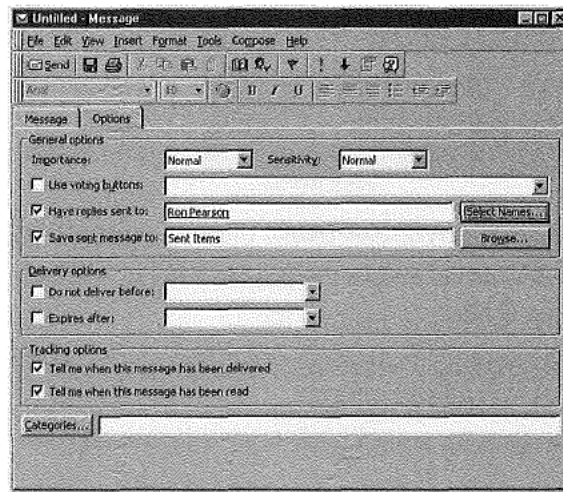 Untitled - Message
File Edit View Insert Format Tools Compose Help
Send
Arial 10 B I U
Message Options
General options
Importance: Normal Sensitivity: Normal
Use voting buttons:
Have replies sent to: Ron Pearson Select Names...
Save sent message to: Sent Items Browse...
Delivery options
Do not deliver before:
Expires after:
Tracking options
Tell me when this message has been delivered
Tell me when this message has been read
Categories...